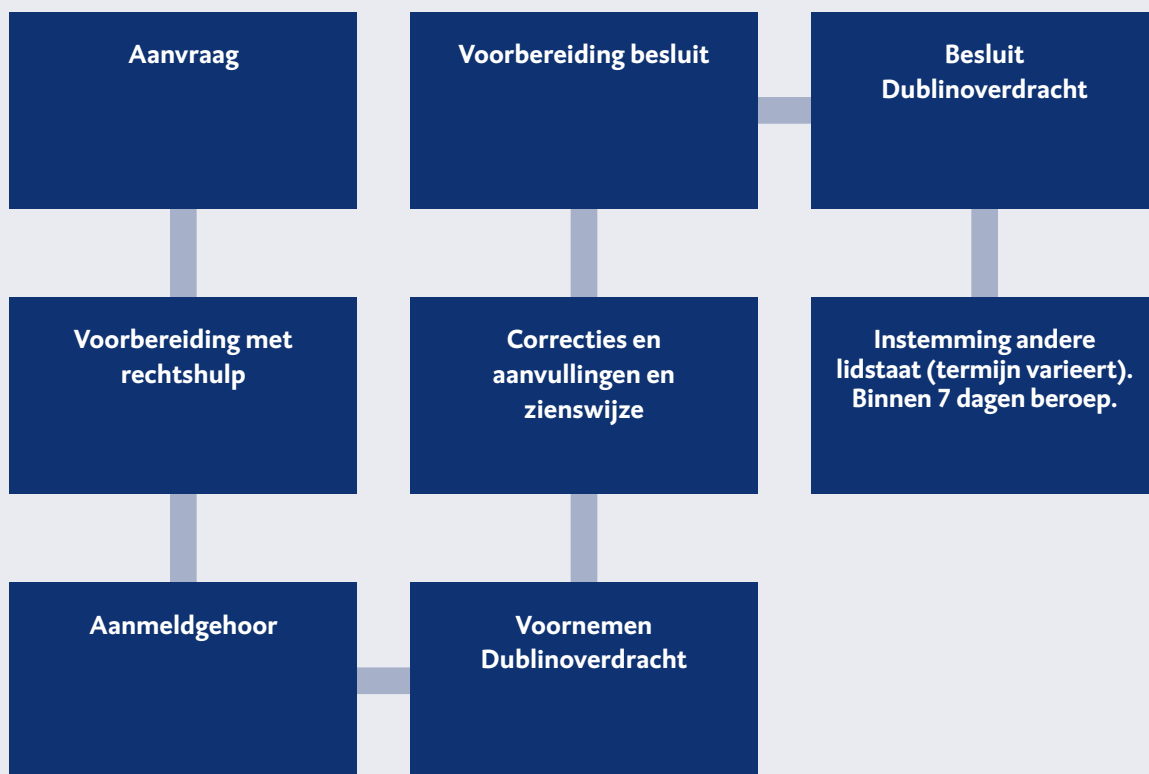 Aanvraag
Voorbereiding met
rechtshulp
Aanmeldgehoor
Voornemen
Dublinoverdracht
Correcties en
aanvullingen en
zienswijze
Voorbereiding besluit
Besluit
Dublinoverdracht
Instemming andere
lidstaat (termijn varieert).
Binnen 7 dagen beroep.